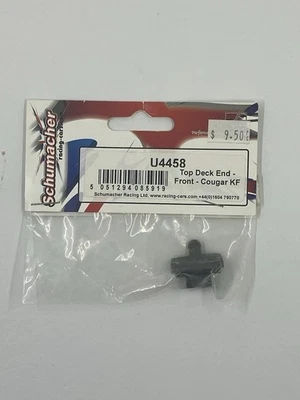 Schumacher
racing-cars
$ 9.50
U4458
Top Deck End -
Front - Cougar KF
5 051294 085919
Schumacher Racing Ltd. www.racing-cars.com +44(0)1604 790770